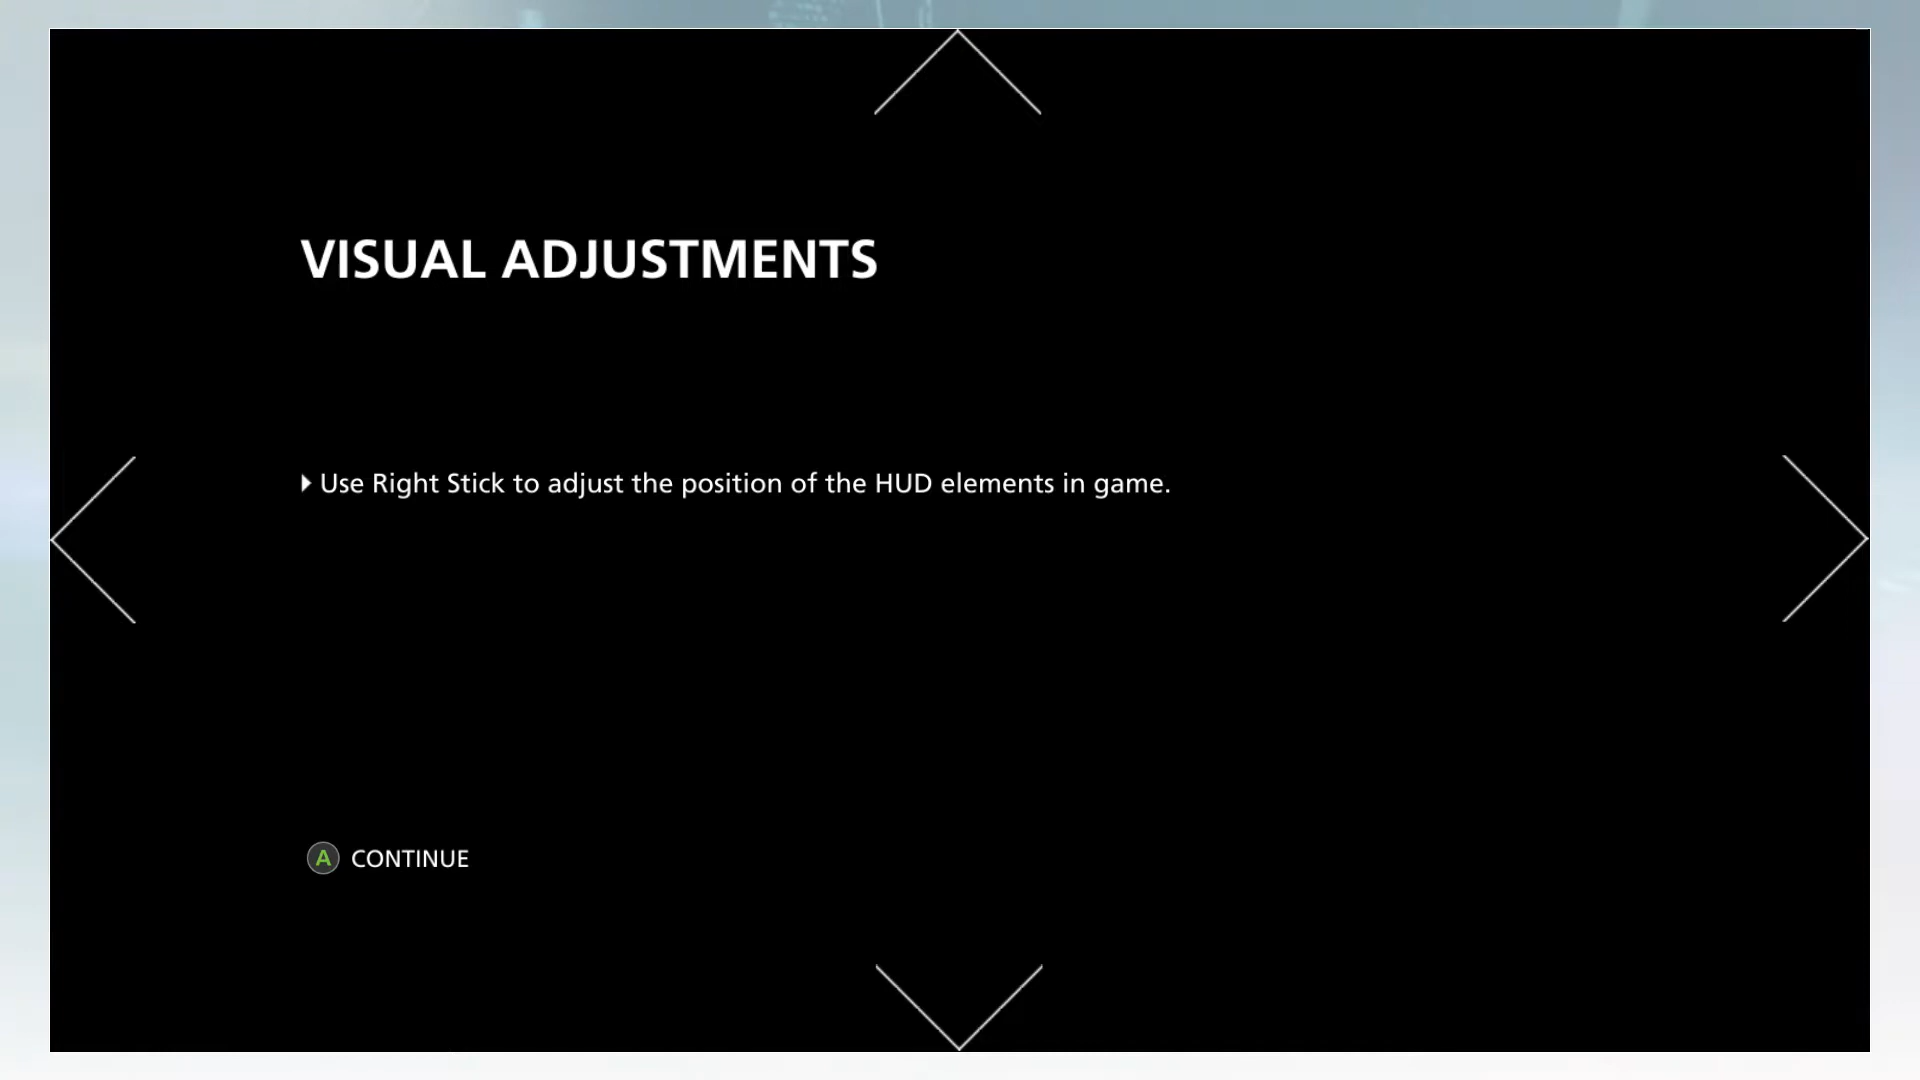 VISUAL ADJUSTMENTS
Use Right Stick to adjust the position of the HUD elements in game.
A CONTINUE